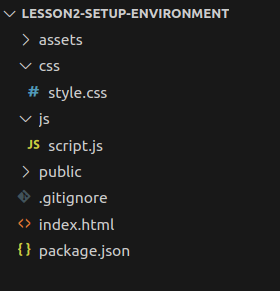 LESSON2-SETUP-ENVIRONMENT
assets
css
# style.css
js
JS script.js
public
.gitignore
<> index.html
{} package.json